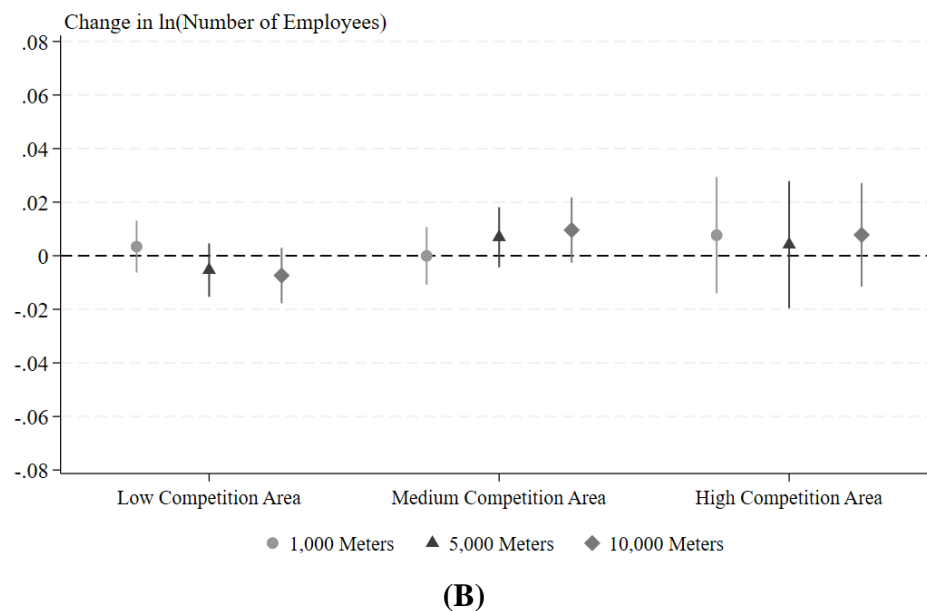 Change in ln(Number of Employees)
.08
.06
.04
.02
0
-.02
-.04
-.06
-.08
Low Competition Area Medium Competition Area High Competition Area
1,000 Meters 5,000 Meters 10,000 Meters
(B)